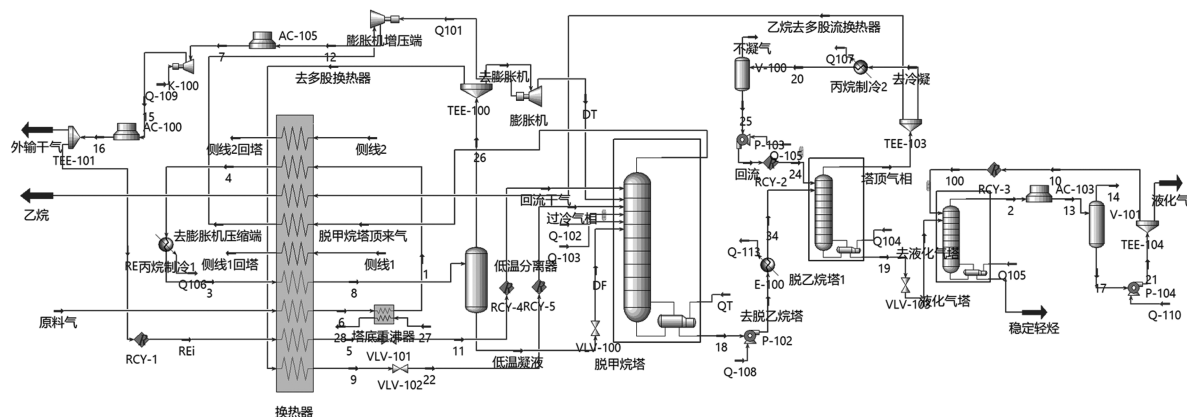 Q101
乙烷去多股流换热器
AC-105
膨胀机增压端
7
12
不凝气
V-100
Q107
去冷凝
20
丙烷制冷2
K-100
Q-109
去多股换热器
去膨胀机
TEE-100
膨胀机
DT
15
AC-100
16
外输干气
TEE-101
25
TEE-103
P-103
Q-105
回流
RCY-2
24
塔顶气相
侧线2回塔
侧线2
26
4
100
RCY-3
10
AC-103
14
液化气
乙烷
回流干气
过冷气相
2
13
V-101
TEE-104
去膨胀机压缩端
脱甲烷塔顶来气
Q-102
Q-103
34
Q104
RE
丙烷制冷1
Q106
侧线1回塔
侧线1
1
低温分离器
Q-113
脱乙烷塔1
19
去液化气塔
Q105
3
8
RCY-4
RCY-5
DF
E-100
VLV-103
液化气塔
17
21
P-104
原料气
6
28
塔底重沸器
27
QT
去脱乙烷塔
Q-110
稳定轻烃
RCY-1
REi
5
VLV-101
11
VLV-100
18
P-102
9
VLV-102
22
低温凝液
脱甲烷塔
Q-108
换热器